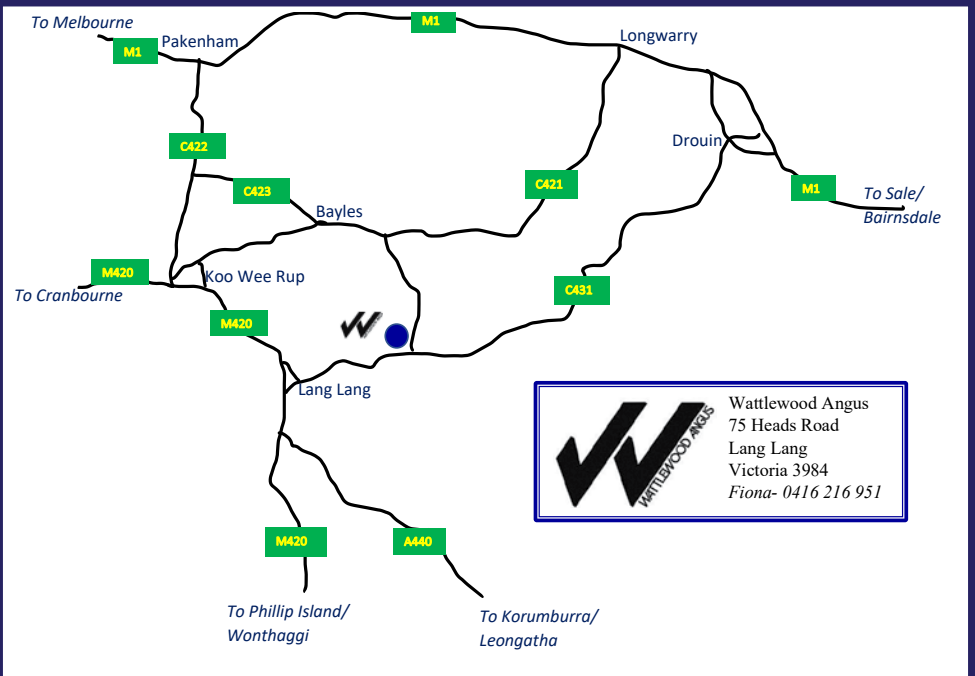 To Melbourne
M1
Pakenham
M1
Longwarry
C422
Drouin
C423
C421
M1
To Sale/
Bairnsdale
Bayles
M420
Koo Wee Rup
To Cranbourne
C431
M420
Lang Lang
WATTLEWOOD ANGUS
Wattlewood Angus
75 Heads Road
Lang Lang
Victoria 3984
Fiona- 0416 216 951
M420
A440
To Phillip Island/
Wonthaggi
To Korumburra/
Leongatha